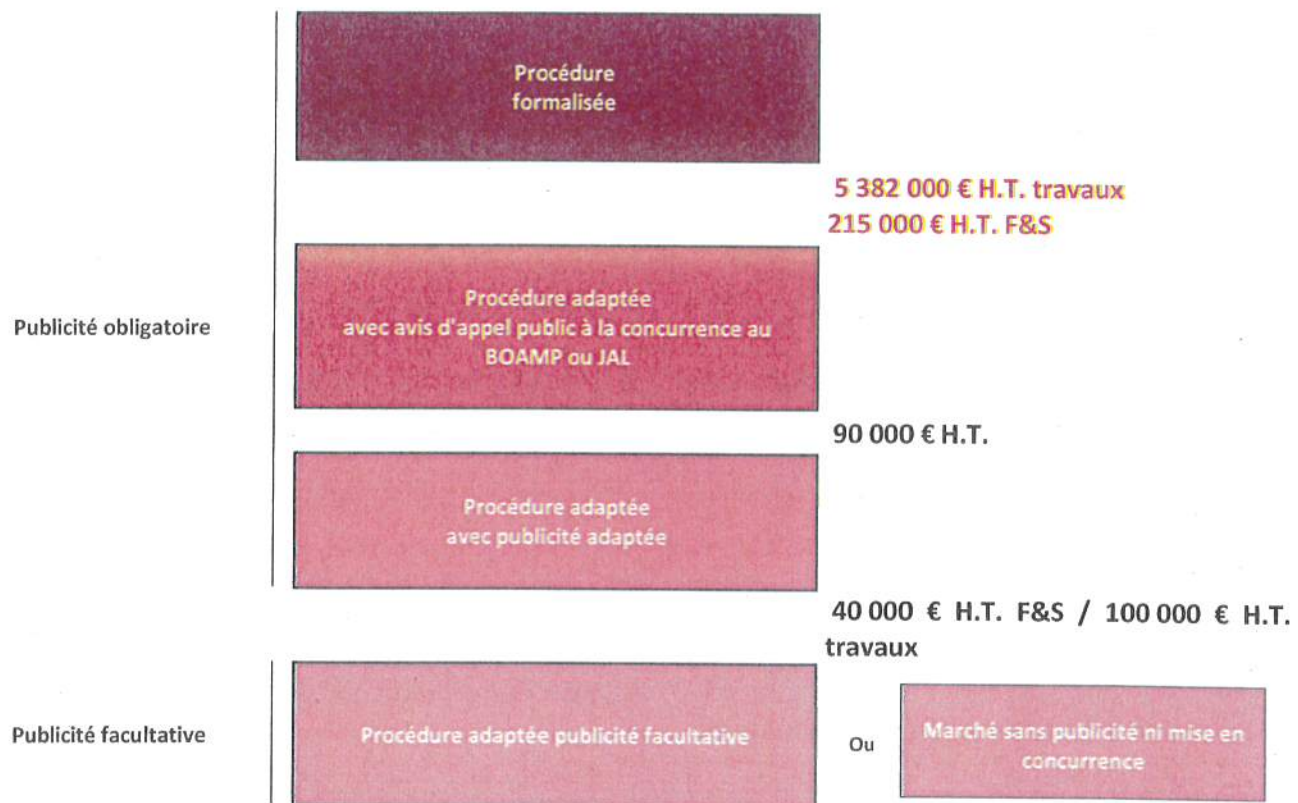 Procédure
formalisée
5 382 000 € H.T. travaux
215 000 € H.T. F&S
Publicité obligatoire
Procédure adaptée
avec avis d'appel public à la concurrence au
BOAMP ou JAL
90 000 € H.T.
Procédure adaptée
avec publicité adaptée
40 000 € H.T. F&S / 100 000 € H.T.
travaux
Publicité facultative
Procédure adaptée publicité facultative
Ou
Marché sans publicité ni mise en
concurrence